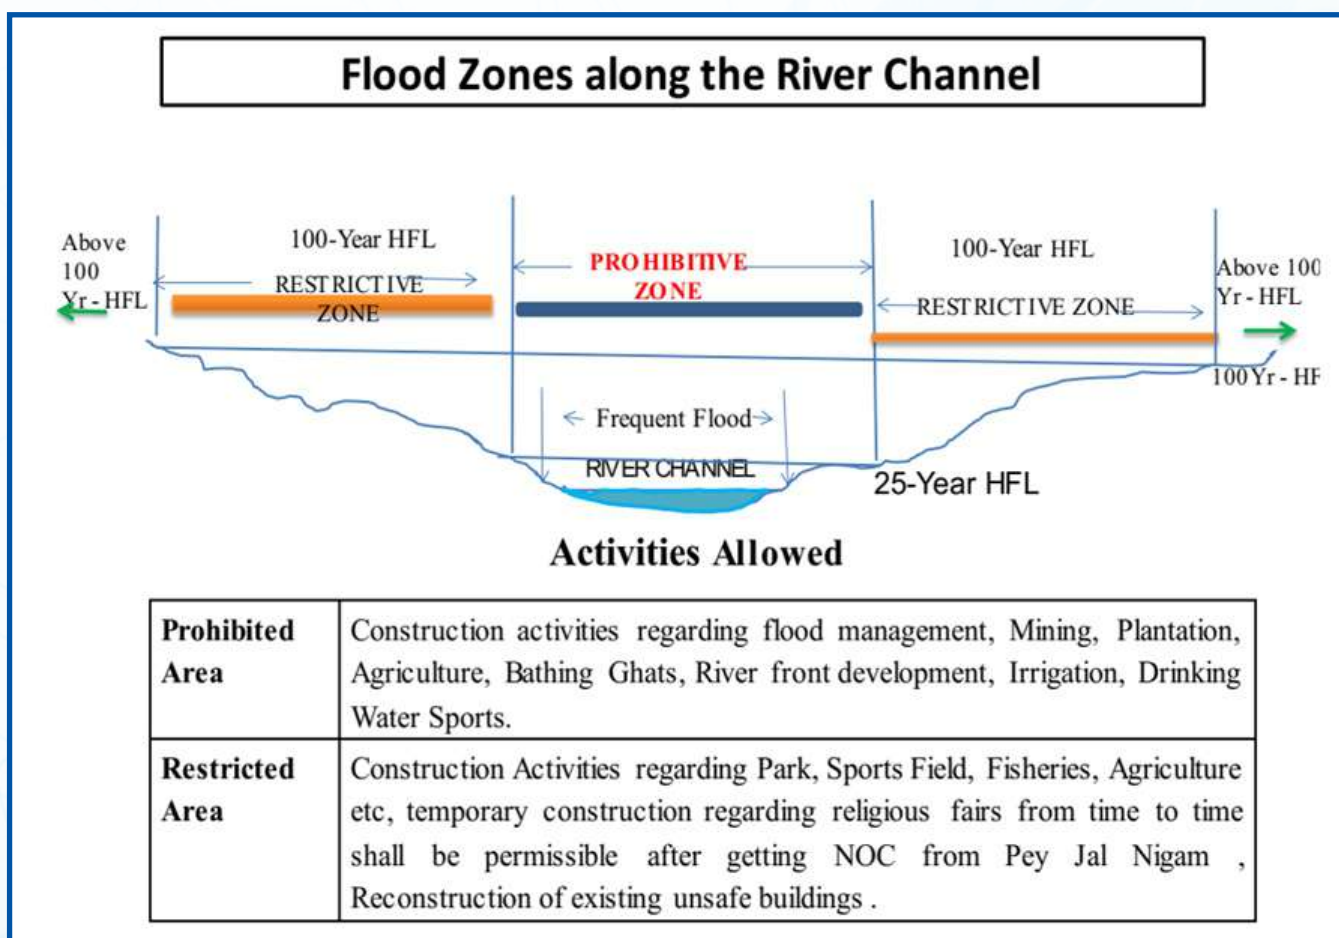 Flood Zones along the River Channel
Above
100
Yr - HFL
100-Year HFL
RESTRICTIVE
ZONE
PROHIBITIVE
ZONE
100-Year HFL
RESTRICTIVE ZONE
Above 100
Yr - HFL
100 Yr - HF
Frequent Flood
RIVER CHANNEL
25-Year HFL
Activities Allowed
Prohibited
Area
Construction activities regarding flood management, Mining, Plantation,
Agriculture, Bathing Ghats, River front development, Irrigation, Drinking
Water Sports.
Restricted
Area
Construction Activities regarding Park, Sports Field, Fisheries, Agriculture
etc, temporary construction regarding religious fairs from time to time
shall be permissible after getting NOC from Pey Jal Nigam ,
Reconstruction of existing unsafe buildings .